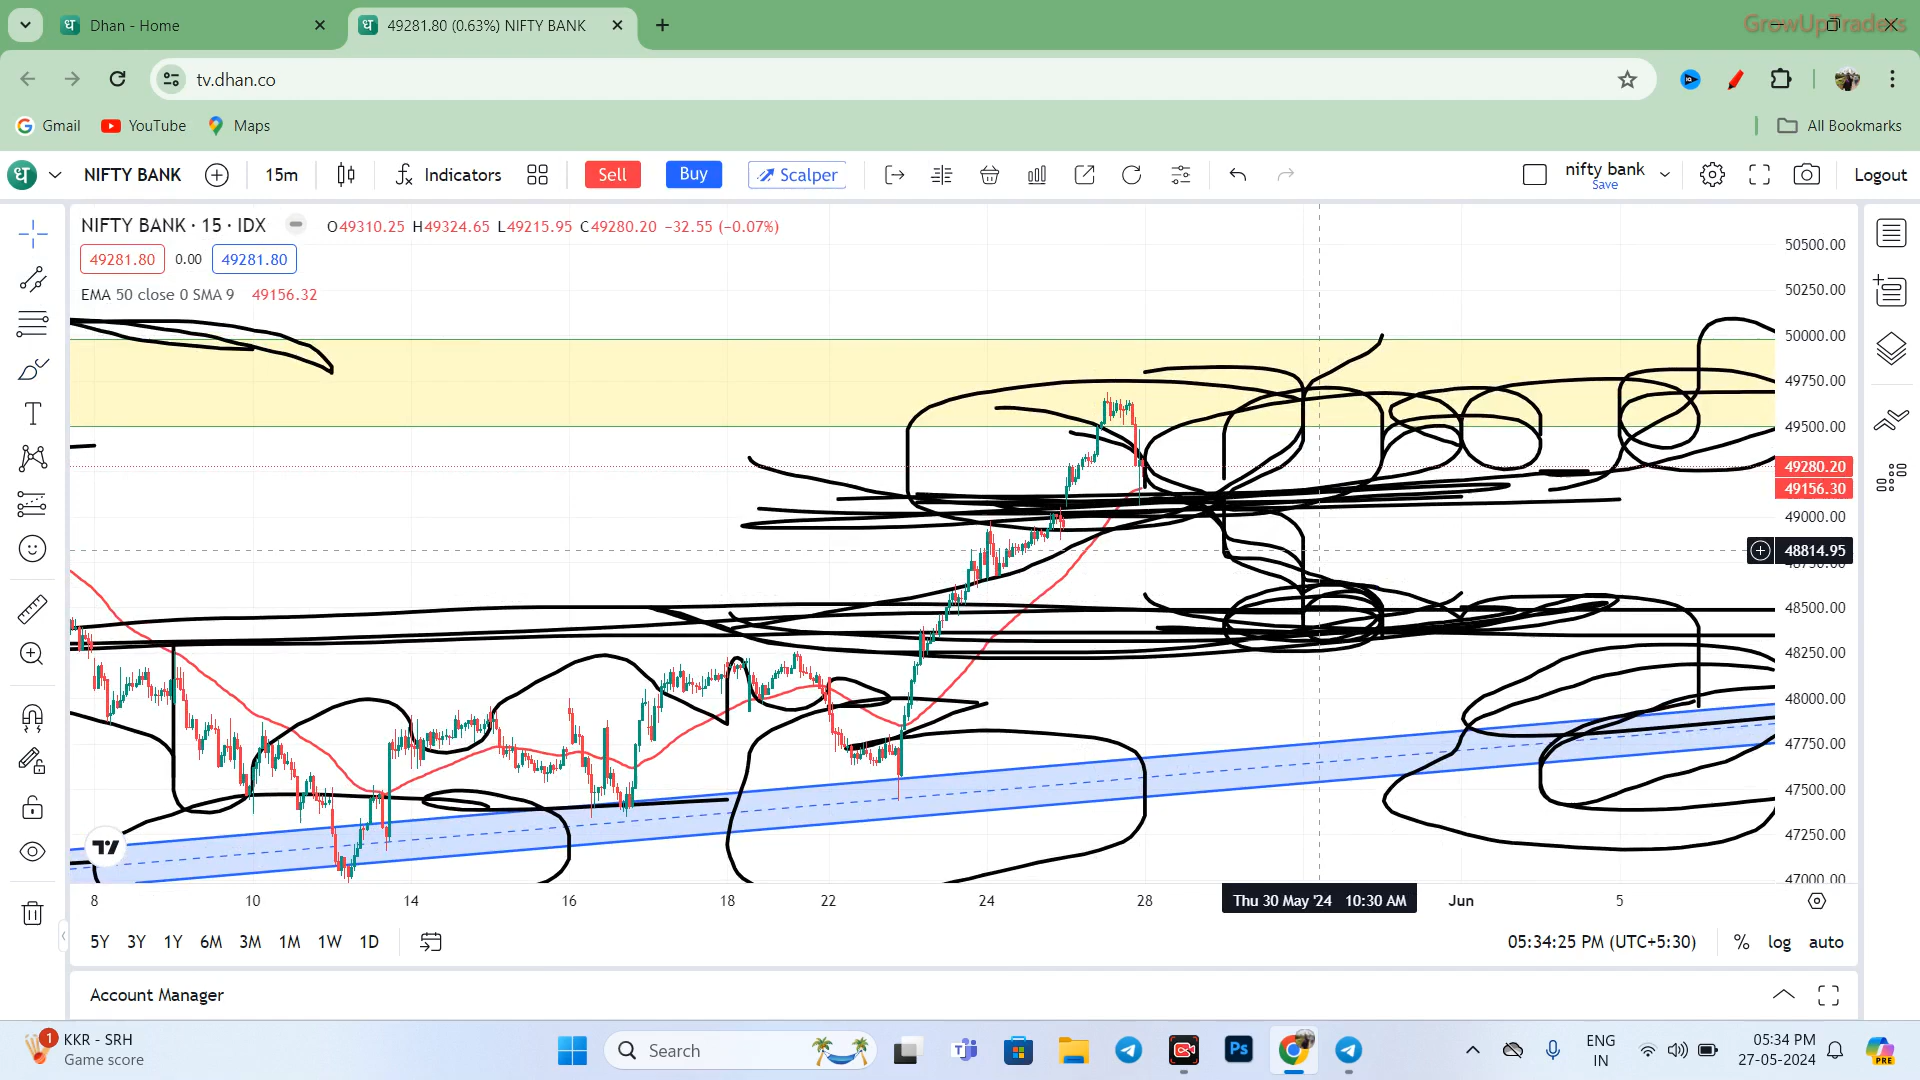 Dhan - Home
49281.80 (0.63%) NIFTY BANK
GrowUpTraders
tv.dhan.co
Gmail
YouTube
Maps
All Bookmarks
ध
NIFTY BANK
15m
Indicators
Sell
Buy
Scalper
nifty bank
Save
Logout
NIFTY BANK · 15 · IDX
O49310.25 H49324.65 L49215.95 C49280.20 −32.55 (−0.07%)
49281.80 0.00 49281.80
EMA 50 close 0 SMA 9 49156.32
50500.00
50250.00
50000.00
49750.00
49500.00
49280.20
49156.30
49000.00
48814.95
48750.00
48500.00
48250.00
48000.00
47750.00
47500.00
47250.00
47000.00
8 10 14 16 18 22 24 28 Thu 30 May '24 10:30 AM Jun 5
5Y 3Y 1Y 6M 3M 1M 1W 1D
05:34:25 PM (UTC+5:30) % log auto
Account Manager
1
KKR - SRH
Game score
Search
Ps
ENG
IN
05:34 PM
27-05-2024
PRE